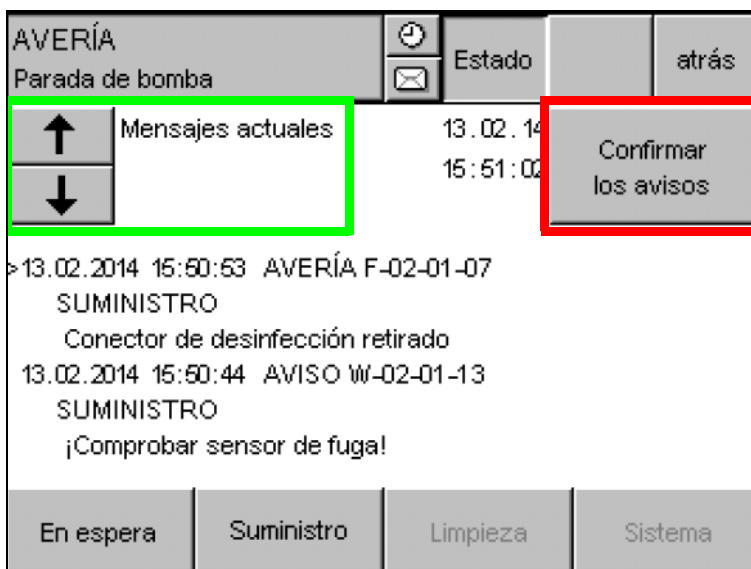 AVERÍA
Parada de bomba
Estado
atrás
Mensajes actuales
13.02.14
15:51:02
Confirmar
los avisos
>13.02.2014 15:50:53 AVERÍA F-02-01-07
SUMINISTRO
Conector de desinfección retirado
13.02.2014 15:50:44 AVISO W-02-01-13
SUMINISTRO
¡Comprobar sensor de fuga!
En espera
Suministro
Limpieza
Sistema